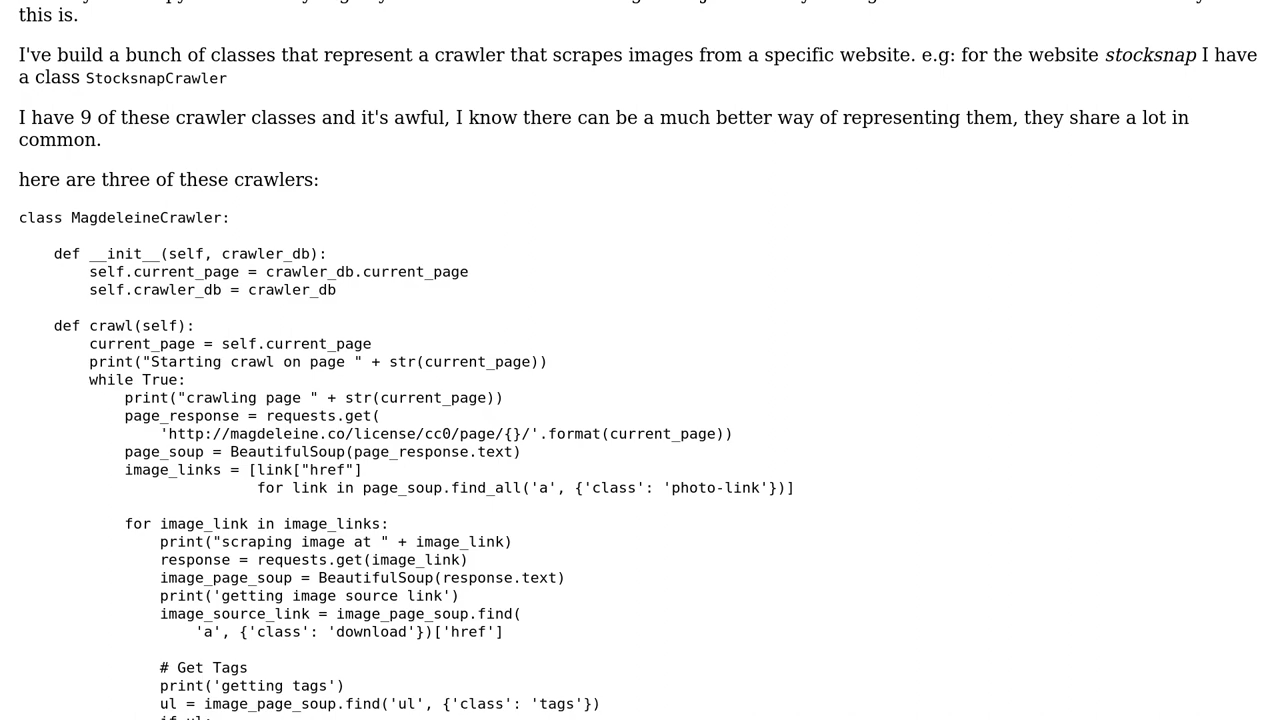 this is.
I've build a bunch of classes that represent a crawler that scrapes images from a specific website. e.g: for the website stocksnap I have
a class StocksnapCrawler
I have 9 of these crawler classes and it's awful, I know there can be a much better way of representing them, they share a lot in
common.
here are three of these crawlers:
class MagdeleineCrawler:
    def __init__(self, crawler_db):
        self.current_page = crawler_db.current_page
        self.crawler_db = crawler_db
    def crawl(self):
        current_page = self.current_page
        print("Starting crawl on page " + str(current_page))
        while True:
            print("crawling page " + str(current_page))
            page_response = requests.get(
                'http://magdeleine.co/license/cc0/page/{}/'.format(current_page))
            page_soup = BeautifulSoup(page_response.text)
            image_links = [link["href"]
                           for link in page_soup.find_all('a', {'class': 'photo-link'})]
            for image_link in image_links:
                print("scraping image at " + image_link)
                response = requests.get(image_link)
                image_page_soup = BeautifulSoup(response.text)
                print('getting image source link')
                image_source_link = image_page_soup.find(
                    'a', {'class': 'download'})['href']
                # Get Tags
                print('getting tags')
                ul = image_page_soup.find('ul', {'class': 'tags'})